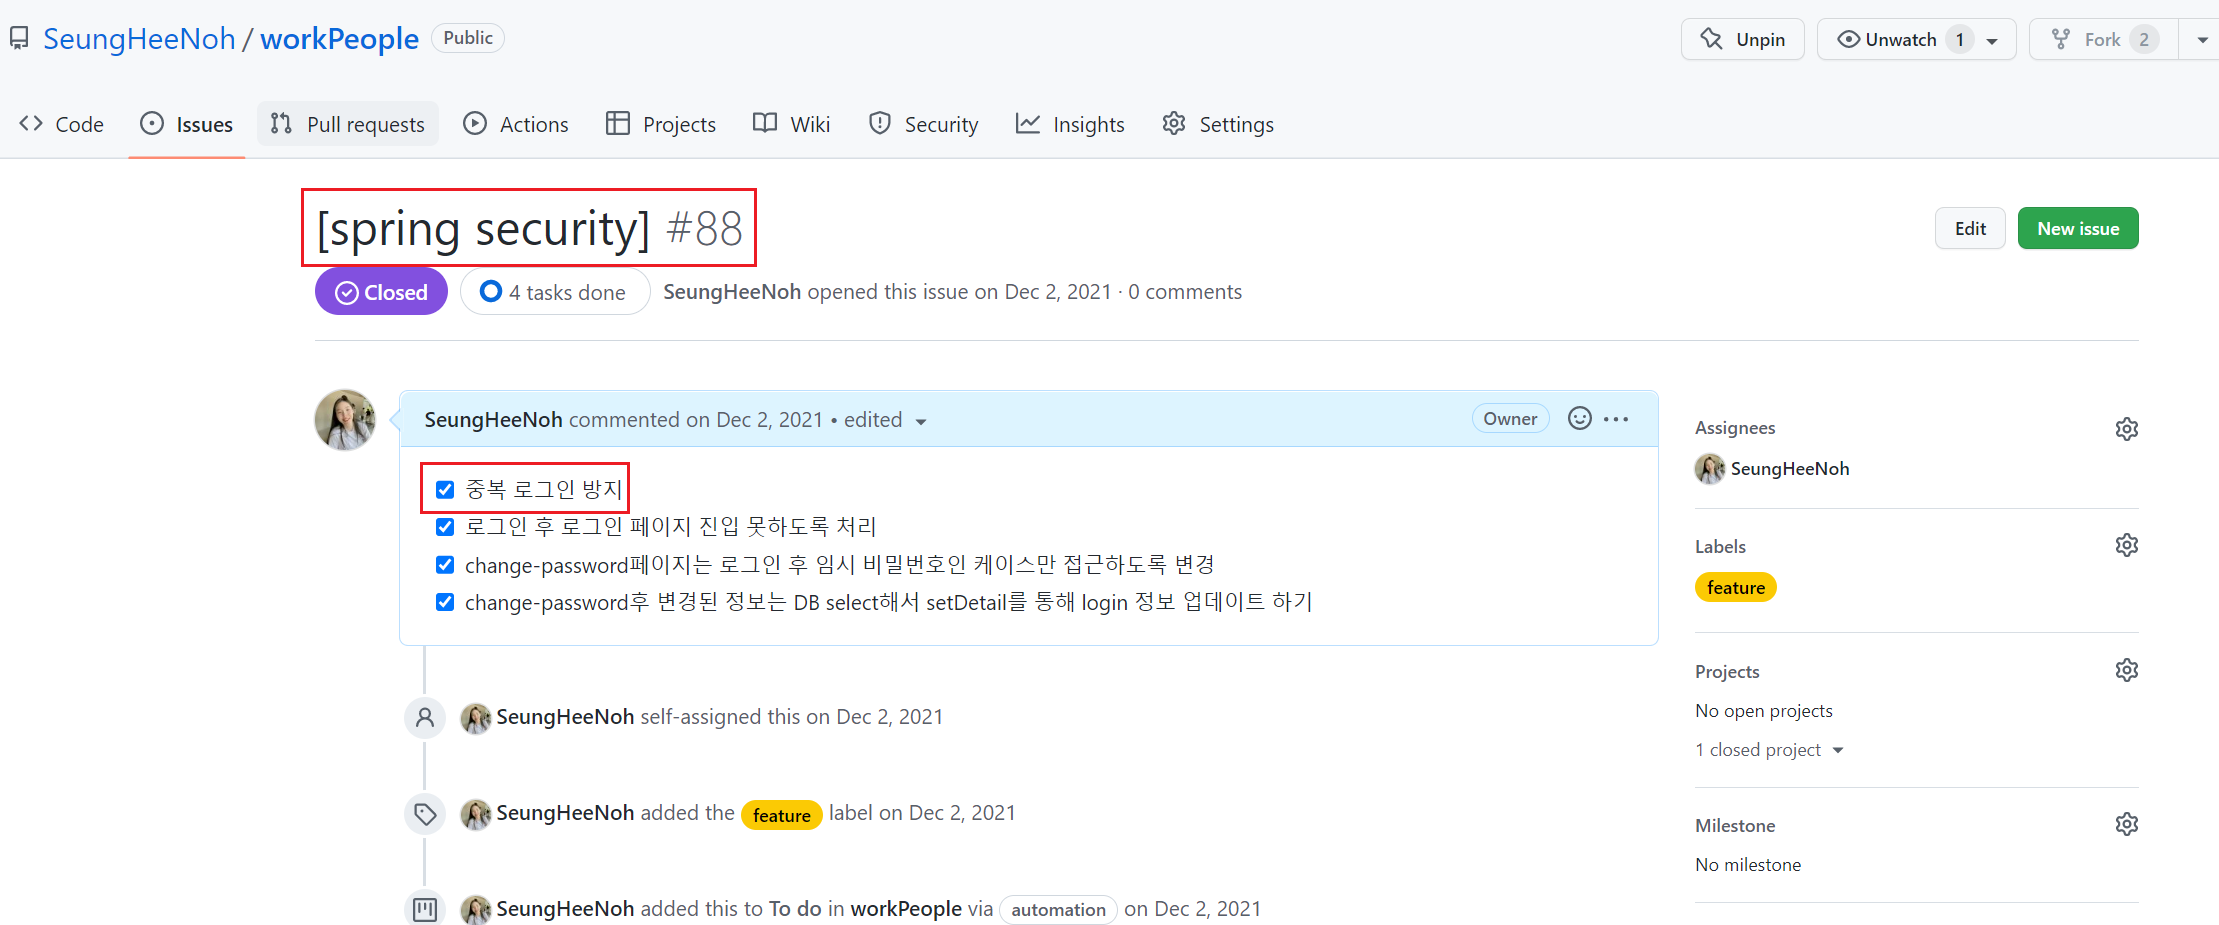 SeungHeeNoh / workPeople Public
Unpin Unwatch 1 Fork 2
Code Issues Pull requests Actions Projects Wiki Security Insights Settings
[spring security] #88
Edit New issue
Closed 4 tasks done SeungHeeNoh opened this issue on Dec 2, 2021 · 0 comments
SeungHeeNoh commented on Dec 2, 2021 • edited Owner
중복 로그인 방지
로그인 후 로그인 페이지 진입 못하도록 처리
change-password페이지는 로그인 후 임시 비밀번호인 케이스만 접근하도록 변경
change-password후 변경된 정보는 DB select해서 setDetail를 통해 login 정보 업데이트 하기
SeungHeeNoh self-assigned this on Dec 2, 2021
SeungHeeNoh added the feature label on Dec 2, 2021
SeungHeeNoh added this to To do in workPeople via automation on Dec 2, 2021
Assignees
SeungHeeNoh
Labels
feature
Projects
No open projects
1 closed project
Milestone
No milestone